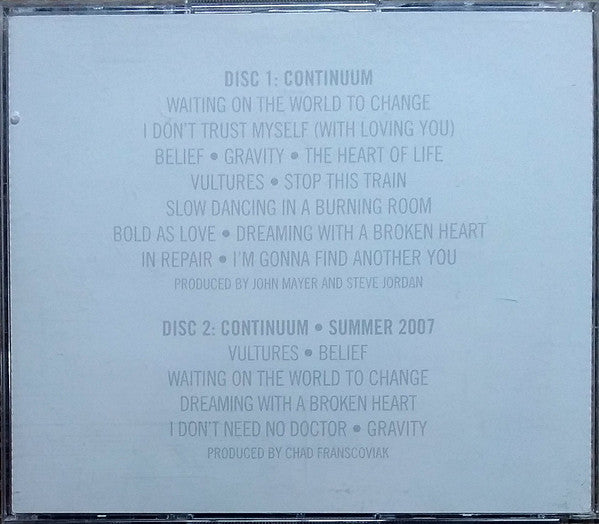 DISC 1: CONTINUUM
WAITING ON THE WORLD TO CHANGE
I DON'T TRUST MYSELF (WITH LOVING YOU)
BELIEF • GRAVITY • THE HEART OF LIFE
VULTURES • STOP THIS TRAIN
SLOW DANCING IN A BURNING ROOM
BOLD AS LOVE • DREAMING WITH A BROKEN HEART
IN REPAIR • I'M GONNA FIND ANOTHER YOU
PRODUCED BY JOHN MAYER AND STEVE JORDAN
DISC 2: CONTINUUM • SUMMER 2007
VULTURES • BELIEF
WAITING ON THE WORLD TO CHANGE
DREAMING WITH A BROKEN HEART
I DON'T NEED NO DOCTOR • GRAVITY
PRODUCED BY CHAD FRANSCOVIAK